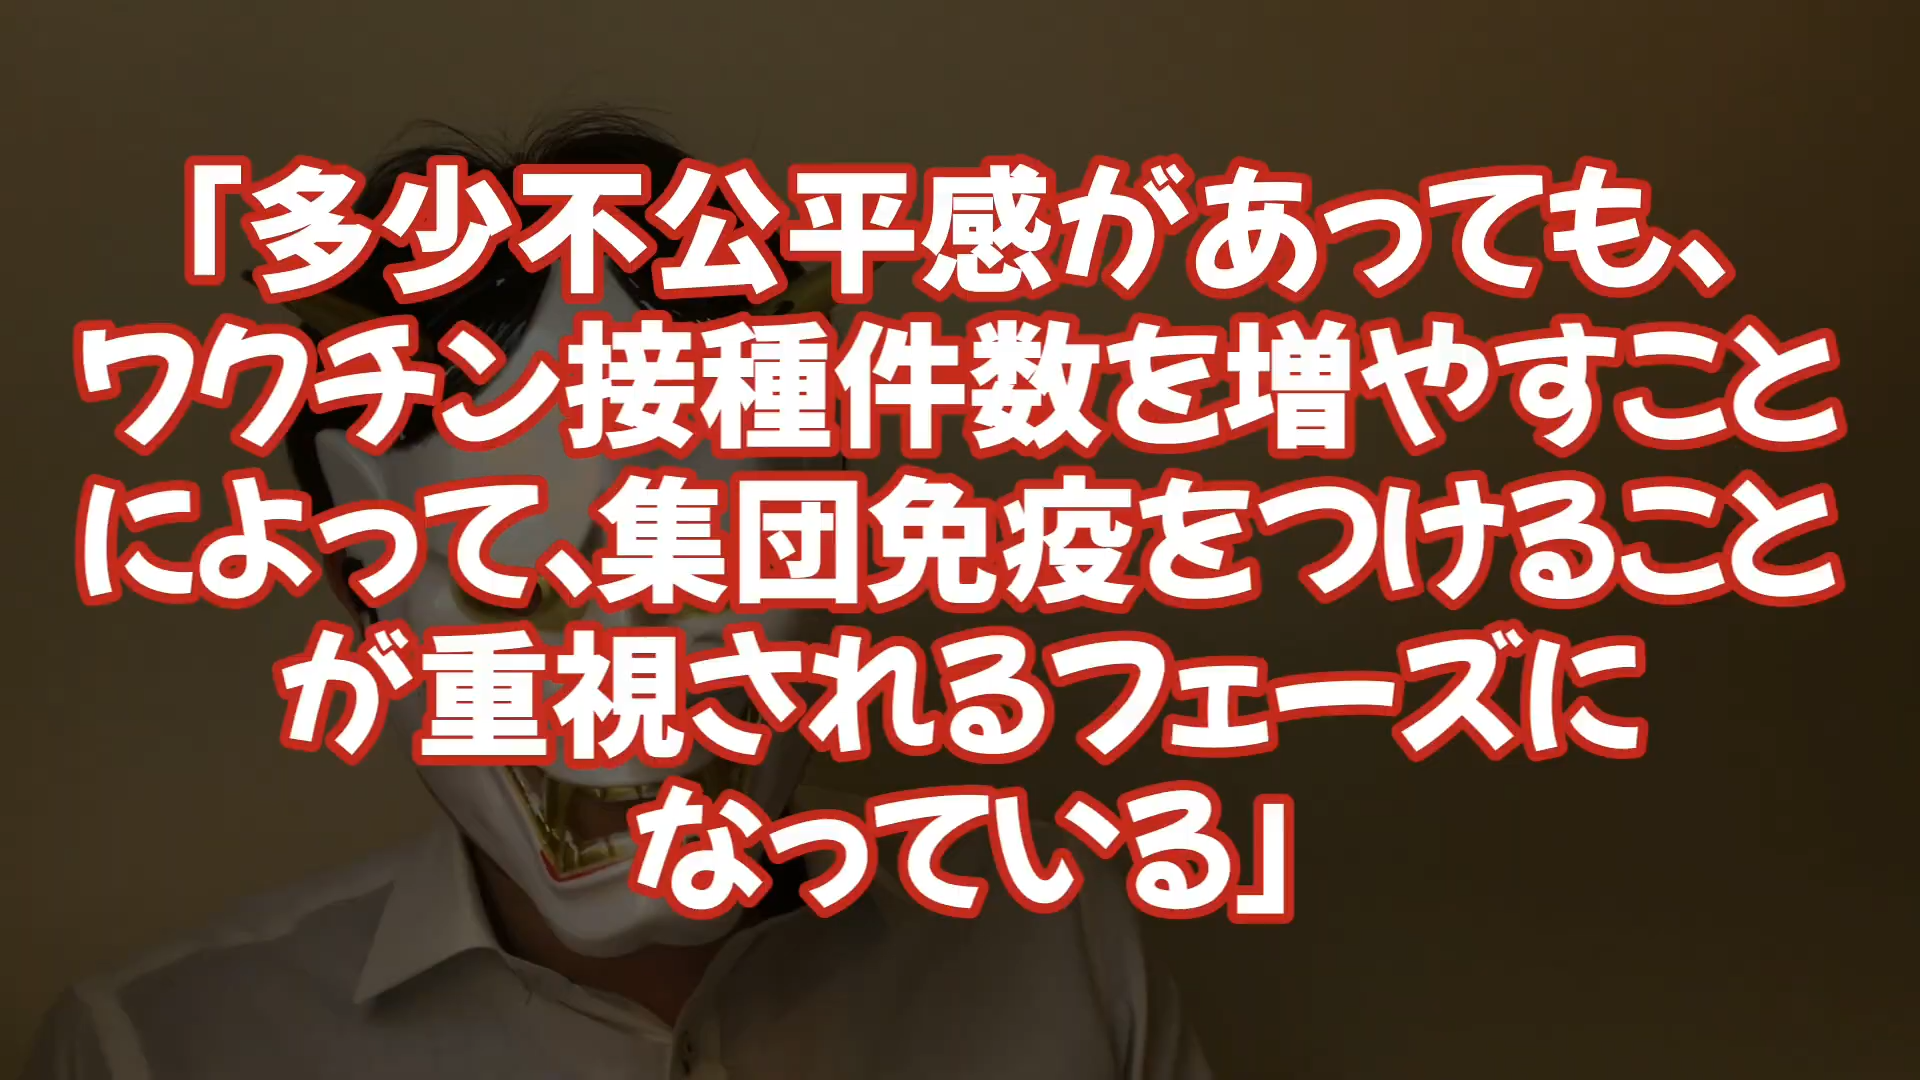 「多少不公平感があっても、
ワクチン接種件数を増やすこと
によって、集団免疫をつけること
が重視されるフェーズに
なっている」